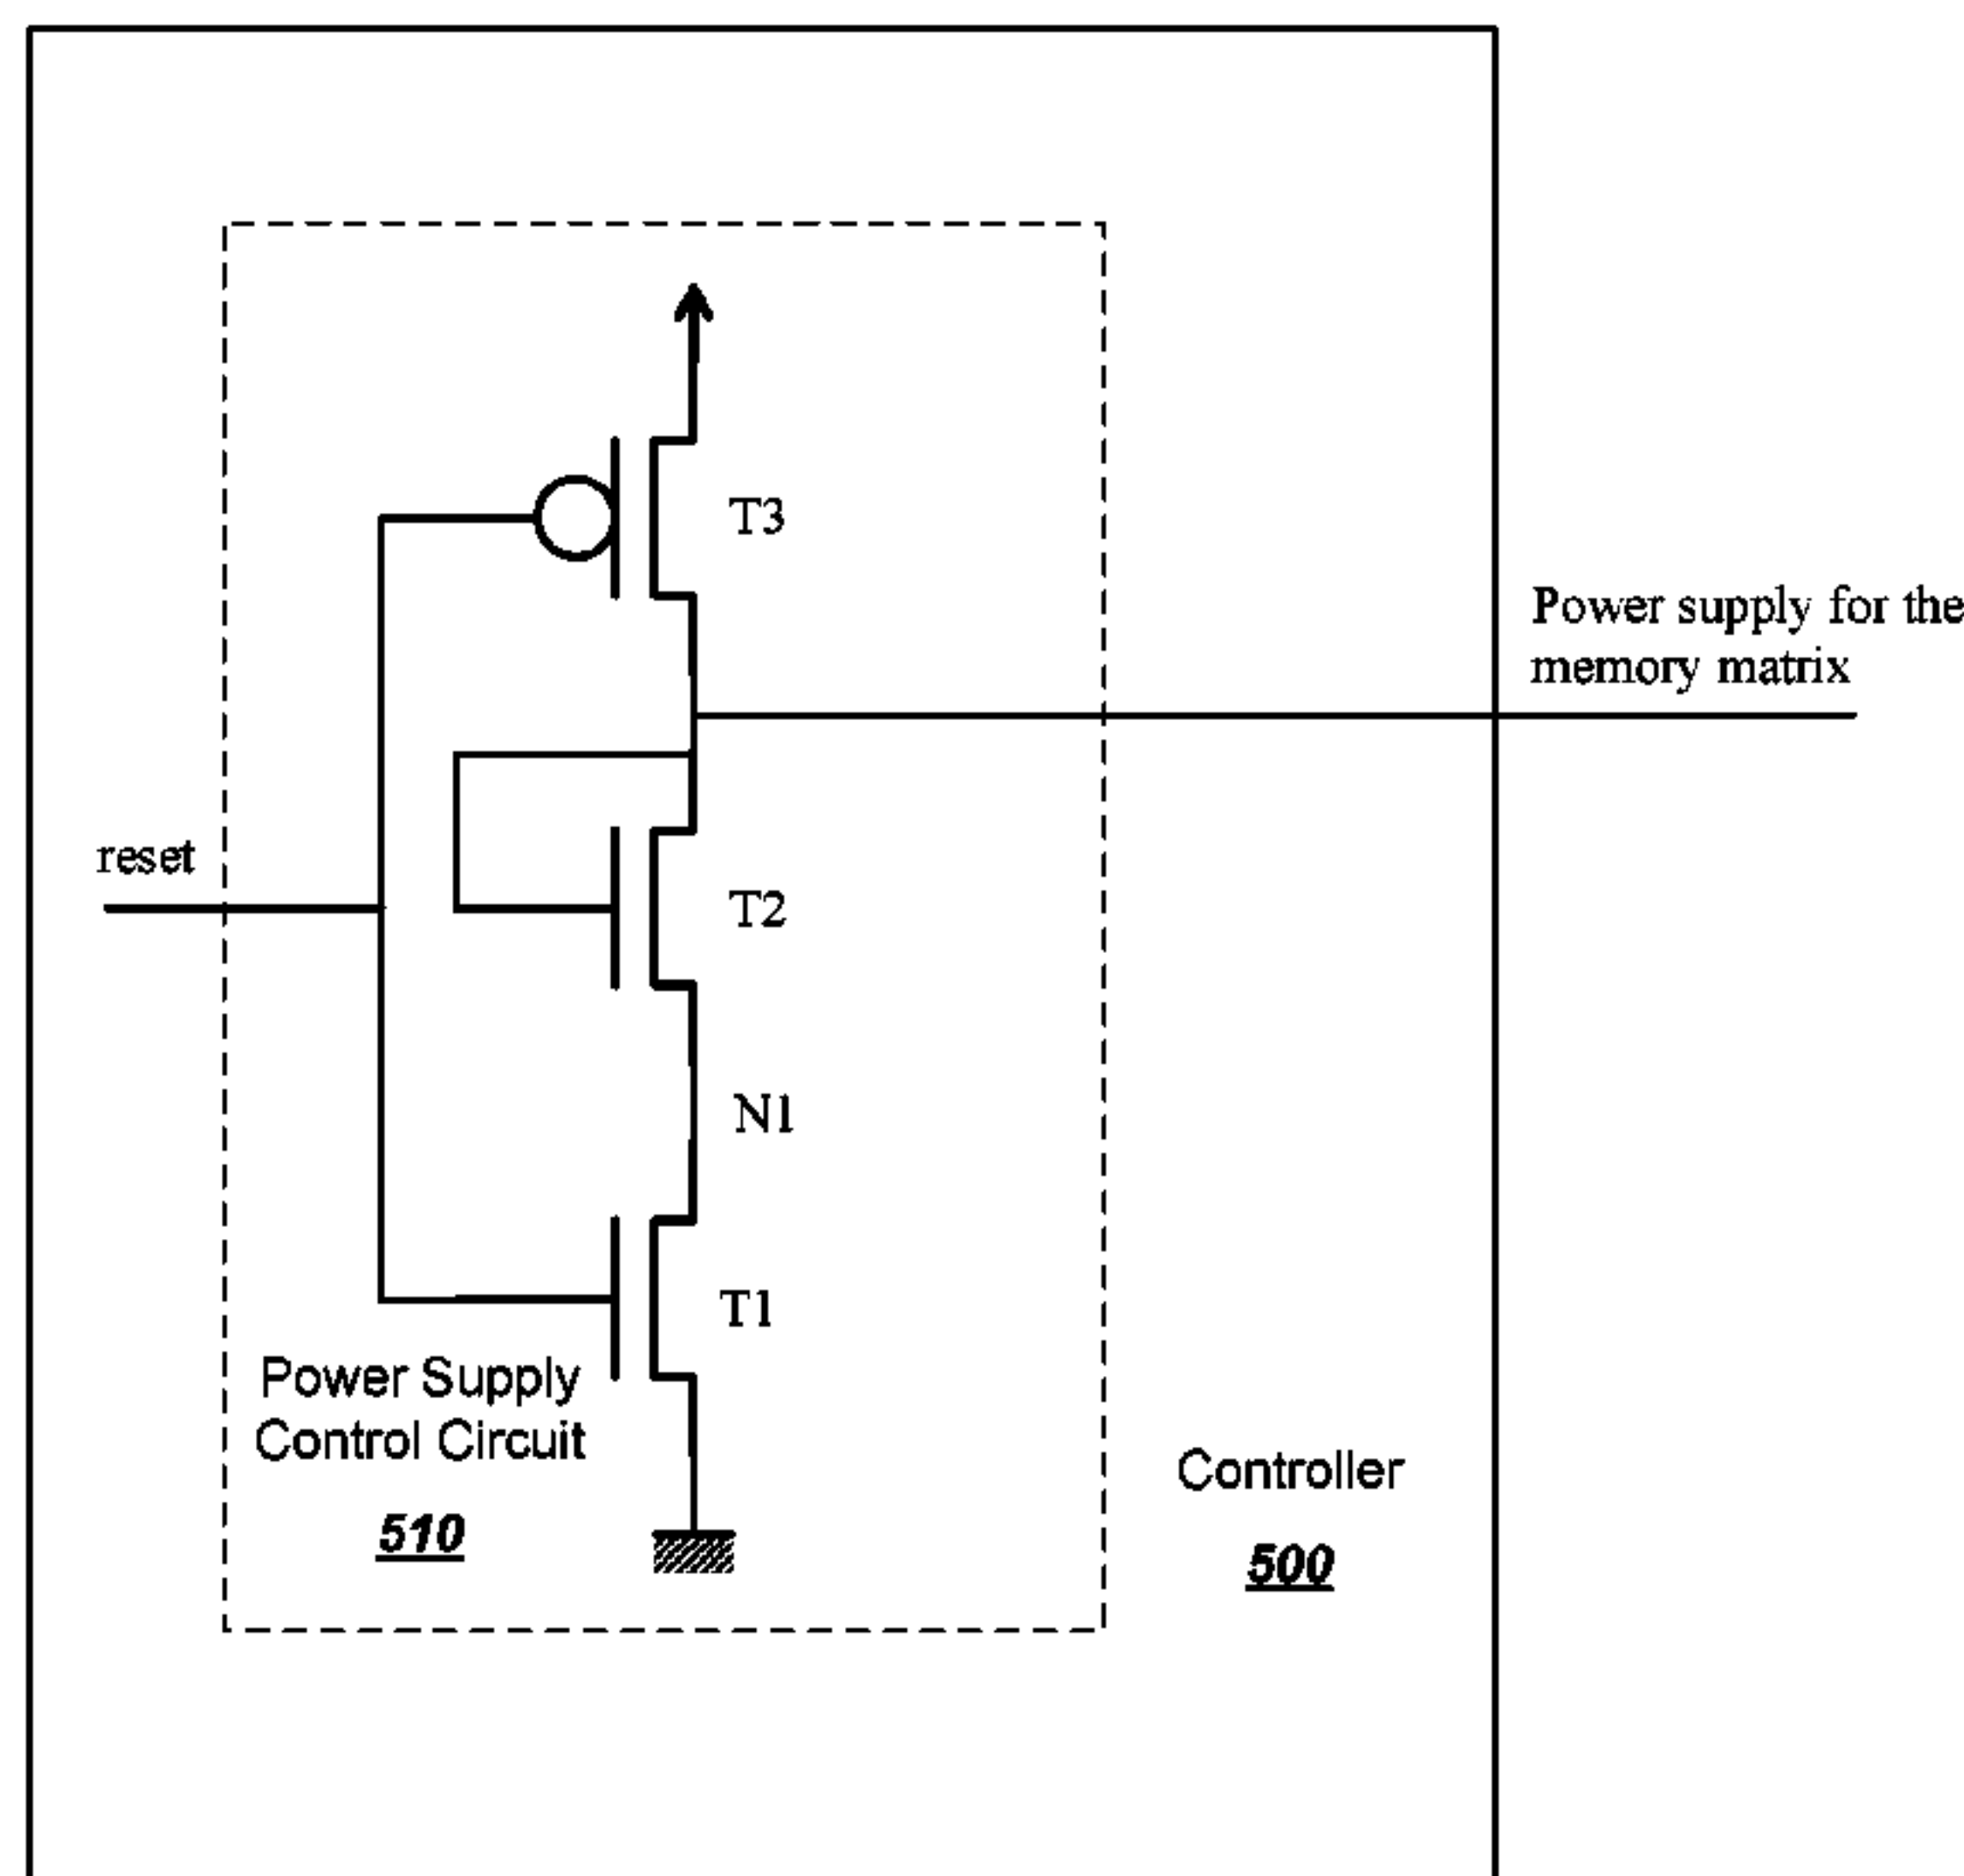 T3
Power supply for the
memory matrix
reset
T2
N1
T1
Power Supply
Control Circuit
510
Controller
500